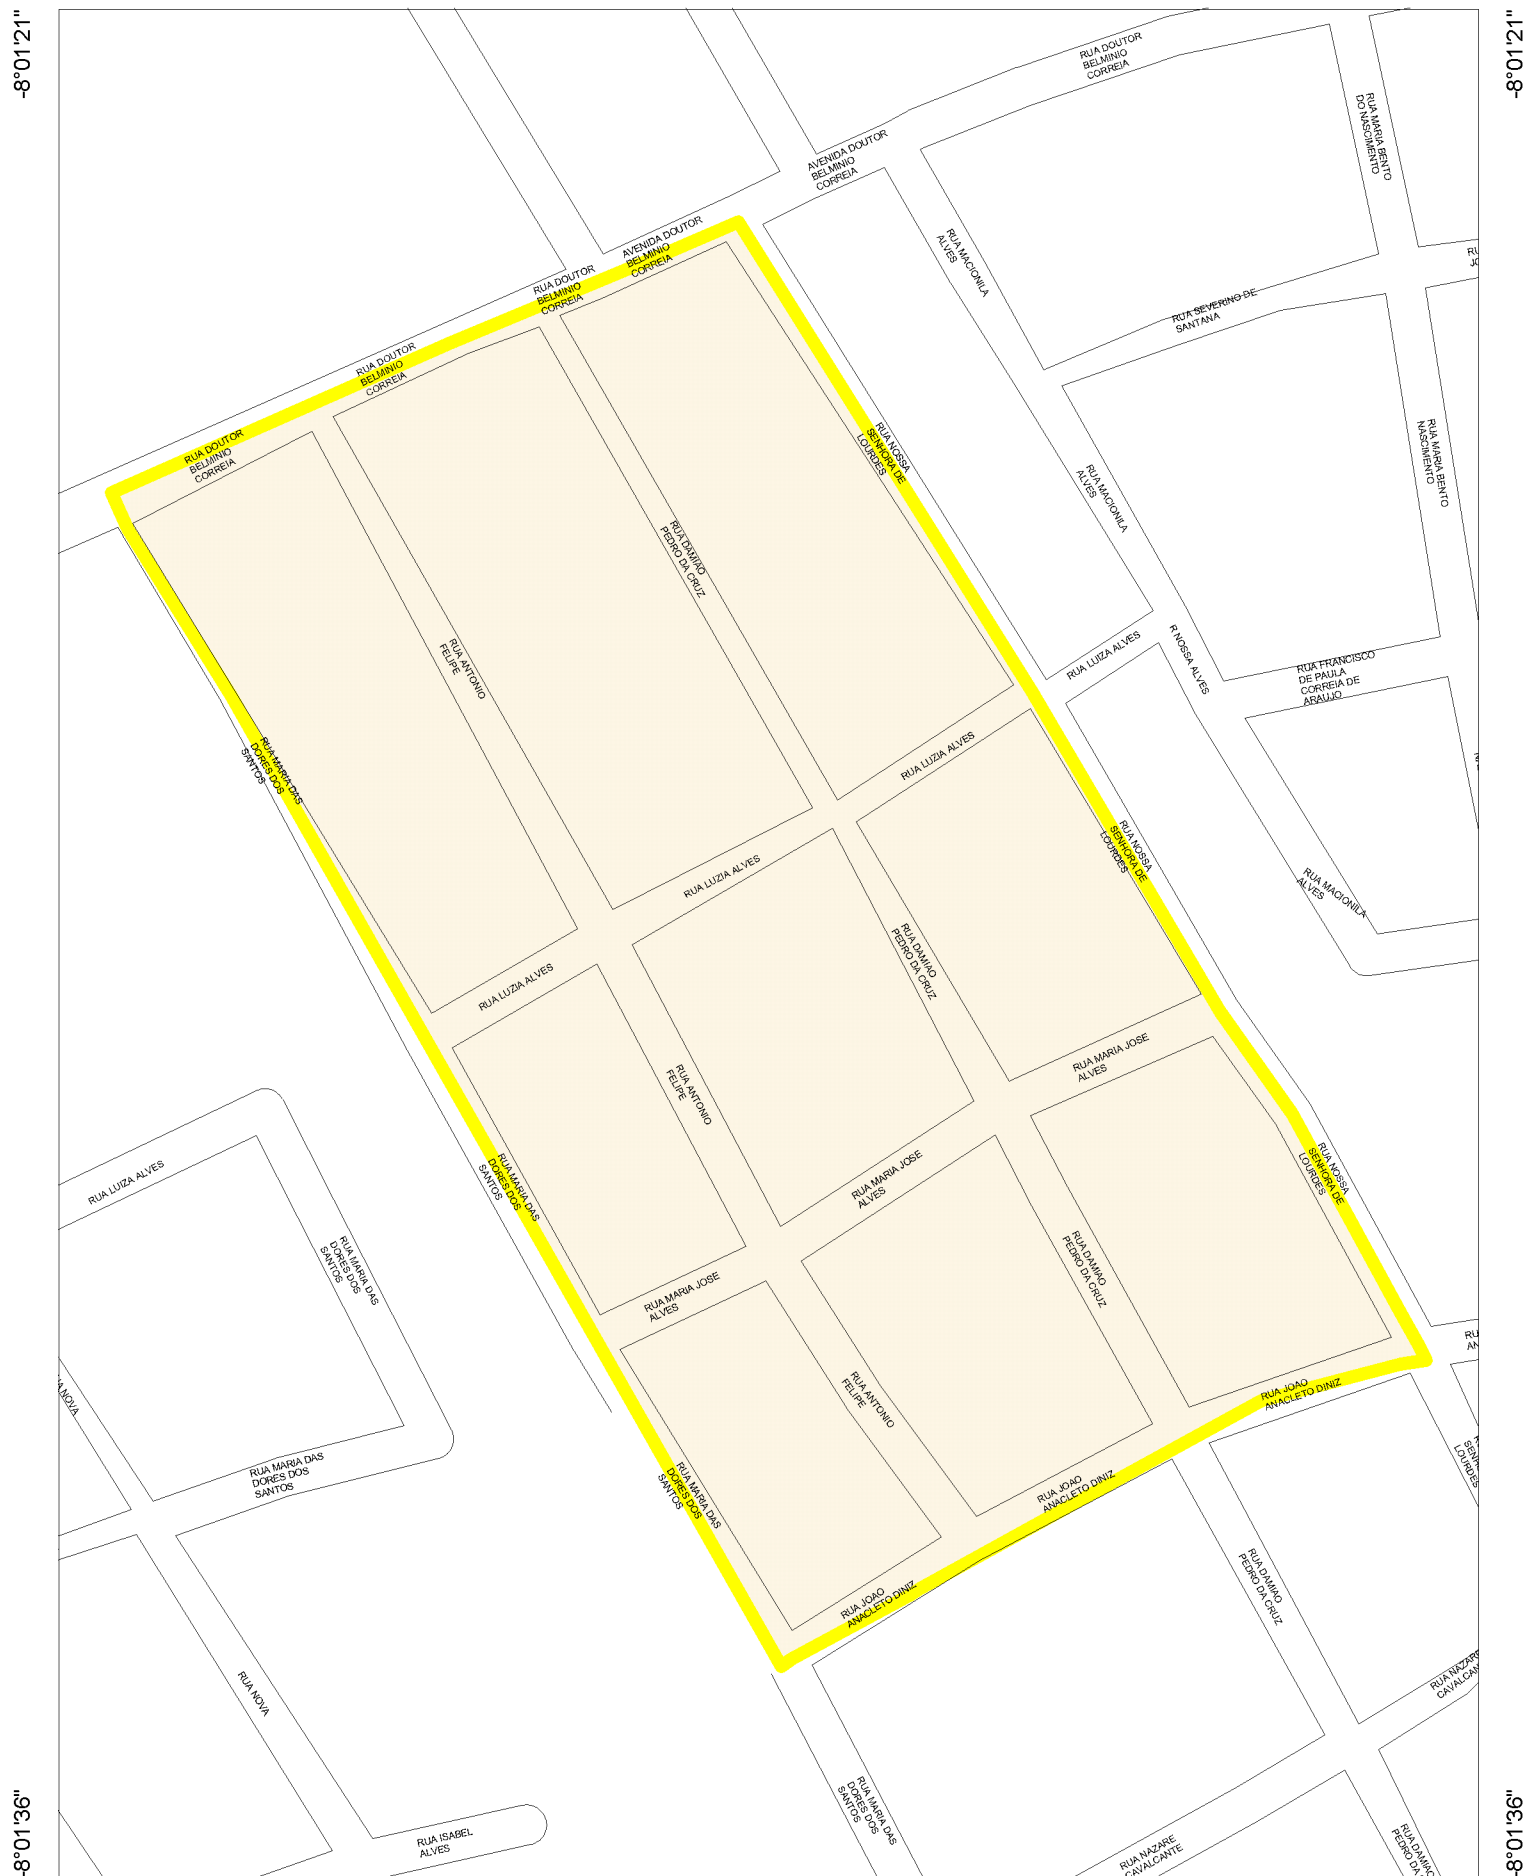 -8°01'21"
-8°01'21"
RUA DOUTOR
BELMINIO
CORREIA
RUA MARIA BENTO
DO NASCIMENTO
AVENIDA DOUTOR
BELMINIO
CORREIA
AVENIDA DOUTOR
BELMINIO
CORREIA
RUA MACIONILA
ALVES
RUA DOUTOR
BELMINIO
CORREIA
RUA SEVERINO DE
SANTANA
RUA DOUTOR
BELMINIO
CORREIA
RUA DOUTOR
BELMINIO
CORREIA
RUA NOSSA
SENHORA DE
LOURDES
RUA MARIA BENTO
NASCIMENTO
RUA MACIONILA
ALVES
RUA DAMIAO
PEDRO DA CRUZ
RUA ANTONIO
FELIPE
RUA LUIZA ALVES
R NOSSA ALVES
RUA FRANCISCO
DE PAULA
CORREIA DE
ARAUJO
RUA MARIA DAS
DORES DOS
SANTOS
RUA LUZIA ALVES
RUA NOSSA
SENHORA DE
LOURDES
RUA LUZIA ALVES
RUA MACIONILA
ALVES
RUA DAMIAO
PEDRO DA CRUZ
RUA LUZIA ALVES
RUA MARIA JOSE
ALVES
RUA ANTONIO
FELIPE
RUA LUIZA ALVES
RUA MARIA DAS
DORES DOS
SANTOS
RUA MARIA JOSE
ALVES
RUA NOSSA
SENHORA DE
LOURDES
RUA MARIA DAS
DORES DOS
SANTOS
RUA MARIA JOSE
ALVES
RUA DAMIAO
PEDRO DA CRUZ
NOVA
RUA ANTONIO
FELIPE
RUA JOAO
ANACLETO DINIZ
RUA MARIA DAS
DORES DOS
SANTOS
RUA MARIA DAS
DORES DOS
SANTOS
RUA JOAO
ANACLETO DINIZ
LOURDES
RUA JOAO
ANACLETO DINIZ
RUA DAMIAO
PEDRO DA CRUZ
RUA NOVA
RUA NAZARE
RUA MARIA DAS
DORES DOS
SANTOS
RUA ISABEL
ALVES
RUA NAZARE
CAVALCANTE
RUA DAMIAO
-8°01'36"
-8°01'36"